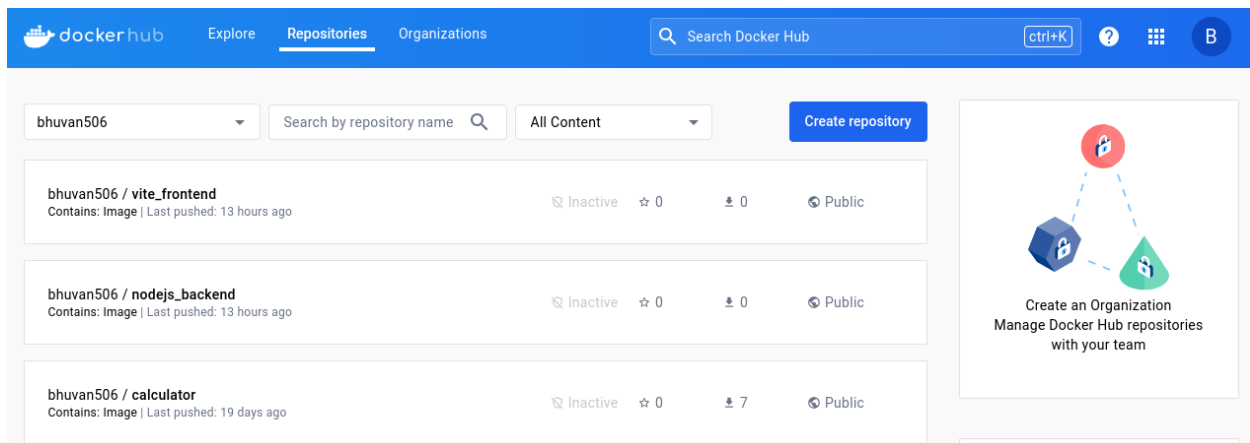 dockerhub Explore Repositories Organizations Search Docker Hub ctrl+K ? B
bhuvan506 Search by repository name All Content Create repository
bhuvan506 / vite_frontend
Contains: Image | Last pushed: 13 hours ago
Inactive 0 0 Public
bhuvan506 / nodejs_backend
Contains: Image | Last pushed: 13 hours ago
Inactive 0 0 Public
bhuvan506 / calculator
Contains: Image | Last pushed: 19 days ago
Inactive 0 7 Public
Create an Organization
Manage Docker Hub repositories
with your team